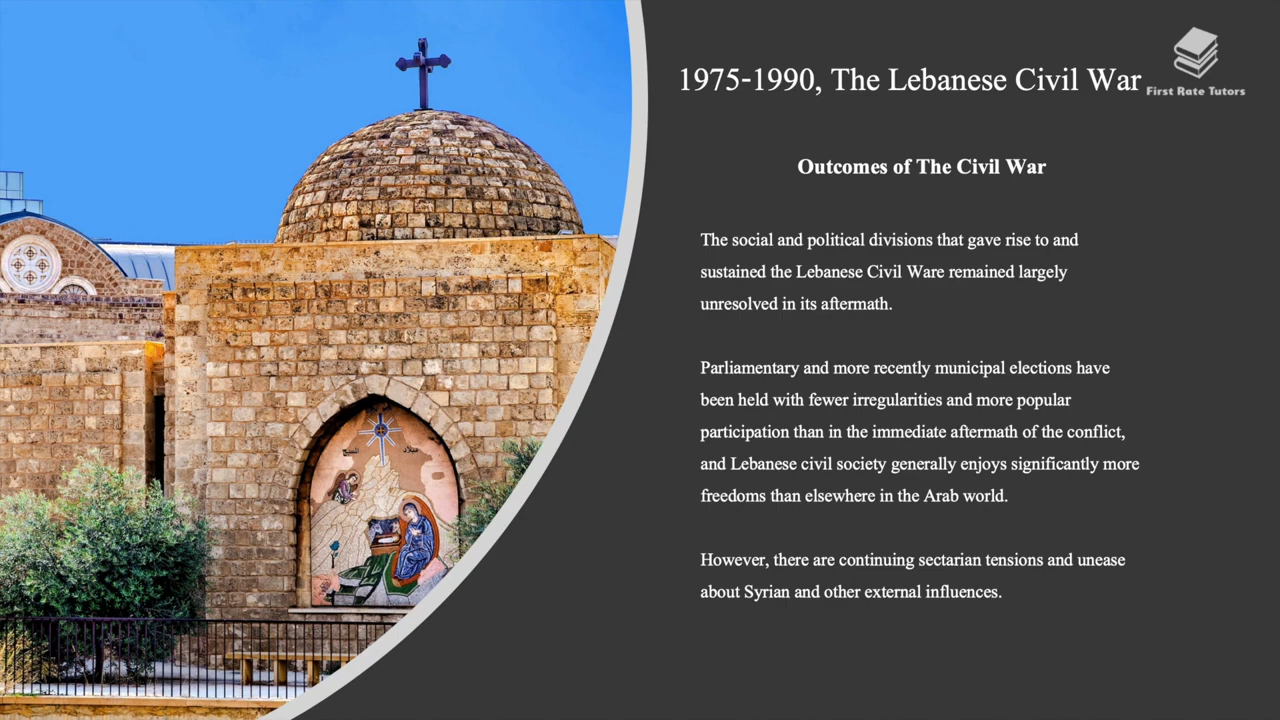 1975-1990, The Lebanese Civil War
First Rate Tutors
Outcomes of The Civil War
The social and political divisions that gave rise to and
sustained the Lebanese Civil Ware remained largely
unresolved in its aftermath.
Parliamentary and more recently municipal elections have
been held with fewer irregularities and more popular
participation than in the immediate aftermath of the conflict,
and Lebanese civil society generally enjoys significantly more
freedoms than elsewhere in the Arab world.
However, there are continuing sectarian tensions and unease
about Syrian and other external influences.
ميلاد المسيح